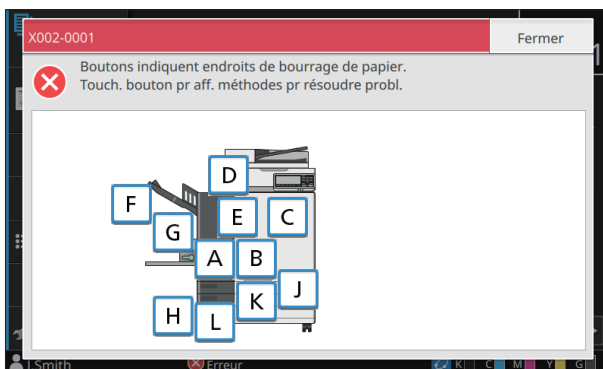 X002-0001
Fermer
Boutons indiquent endroits de bourrage de papier.
Touch. bouton pr aff. méthodes pr résoudre probl.
D
F
E
C
G
A
B
J
K
H
L
J.Smith
Erreur
K
C
M
Y
G